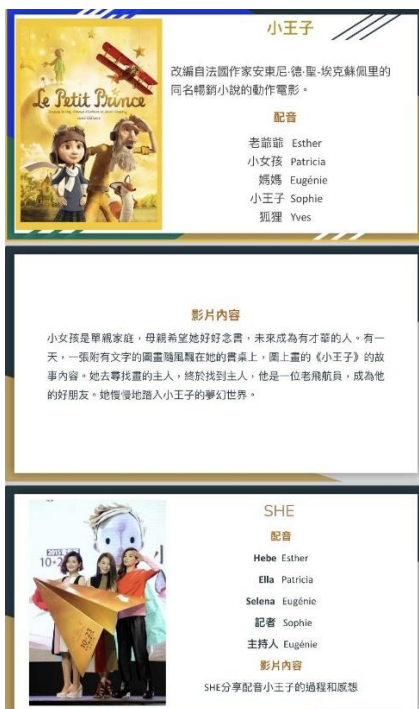 小王子
Le Petit Prince
改編自法國作家安東尼·德·聖-埃克蘇佩里的
同名暢銷小說的動作電影。
配音
老爺爺 Esther
小女孩 Patricia
媽媽 Eugénie
小王子 Sophie
狐狸 Yves
影片內容
小女孩是單親家庭，母親希望她好好念書，未來成為有才華的人。有一
天，一張附有文字的圖畫隨風飄在她的書桌上，圖上畫的《小王子》的故
事內容。她去尋找畫的主人，終於找到主人，他是一位老飛航員，成為他
的好朋友。她慢慢地踏入小王子的夢幻世界。
SHE
配音
Hebe Esther
Ella Patricia
Selena Eugénie
記者 Sophie
主持人 Eugénie
影片內容
SHE分享配音小王子的過程和感想
2015
10·2
10·23